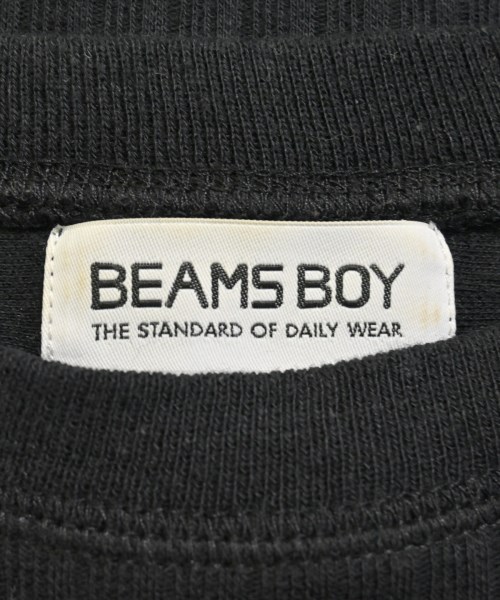 BEAMS BOY
THE STANDARD OF DAILY WEAR